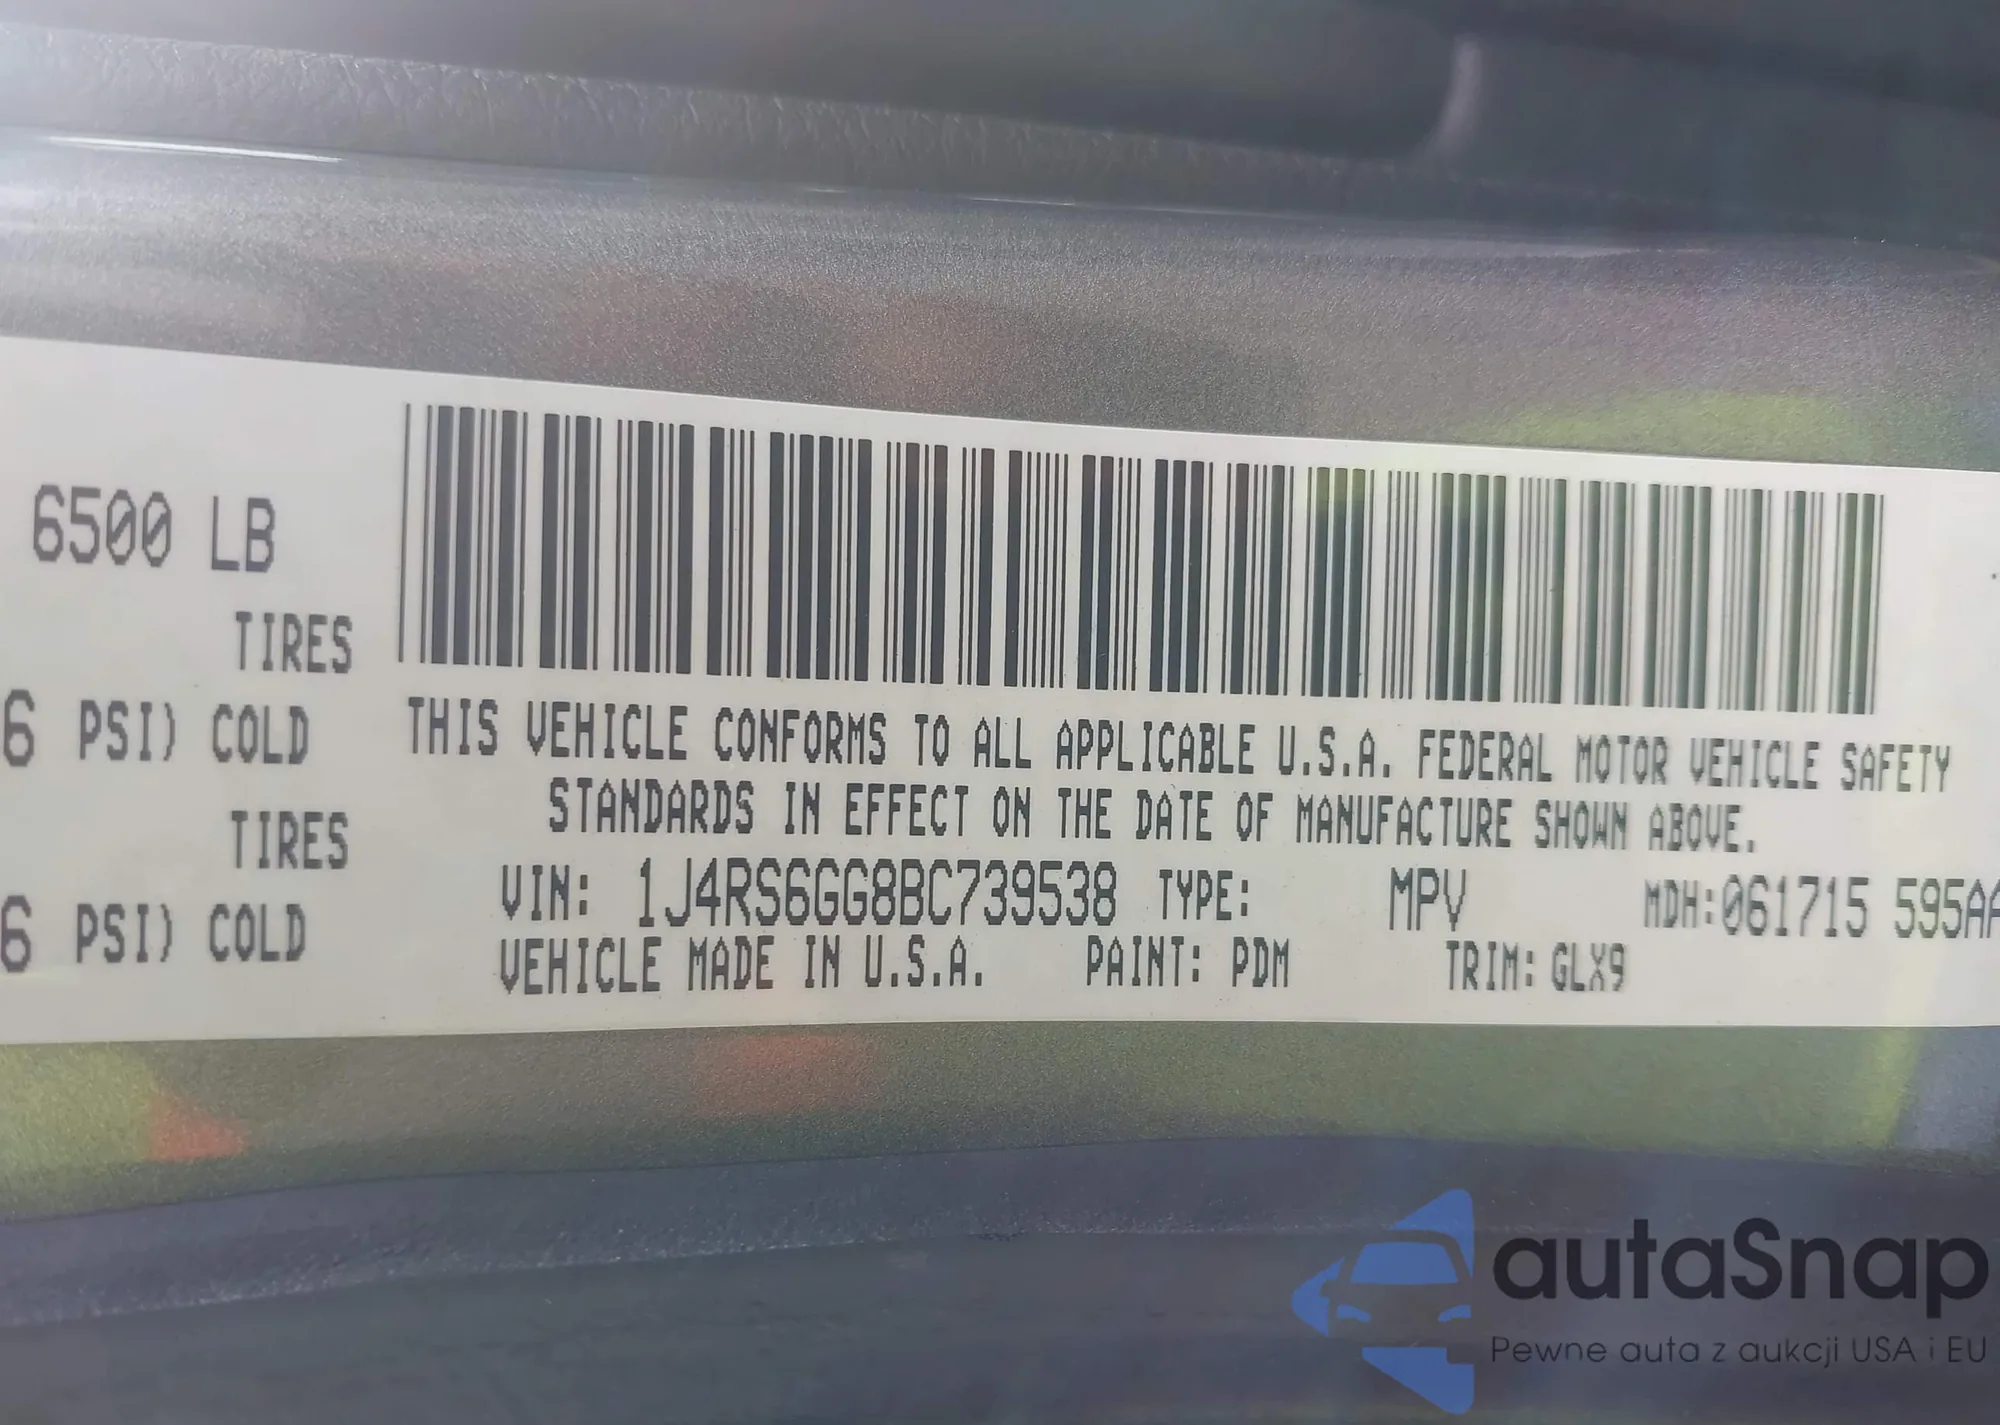 6500 LB
TIRES
6 PSI) COLD
TIRES
6 PSI) COLD
THIS VEHICLE CONFORMS TO ALL APPLICABLE U.S.A. FEDERAL MOTOR VEHICLE SAFETY
STANDARDS IN EFFECT ON THE DATE OF MANUFACTURE SHOWN ABOVE.
VIN: 1J4RS6GG8BC739538 TYPE: MPV MDH:061715 595AA
VEHICLE MADE IN U.S.A. PAINT: PDM TRIM: GLX9
autaSnap
Pewne auta z aukcji USA i EU